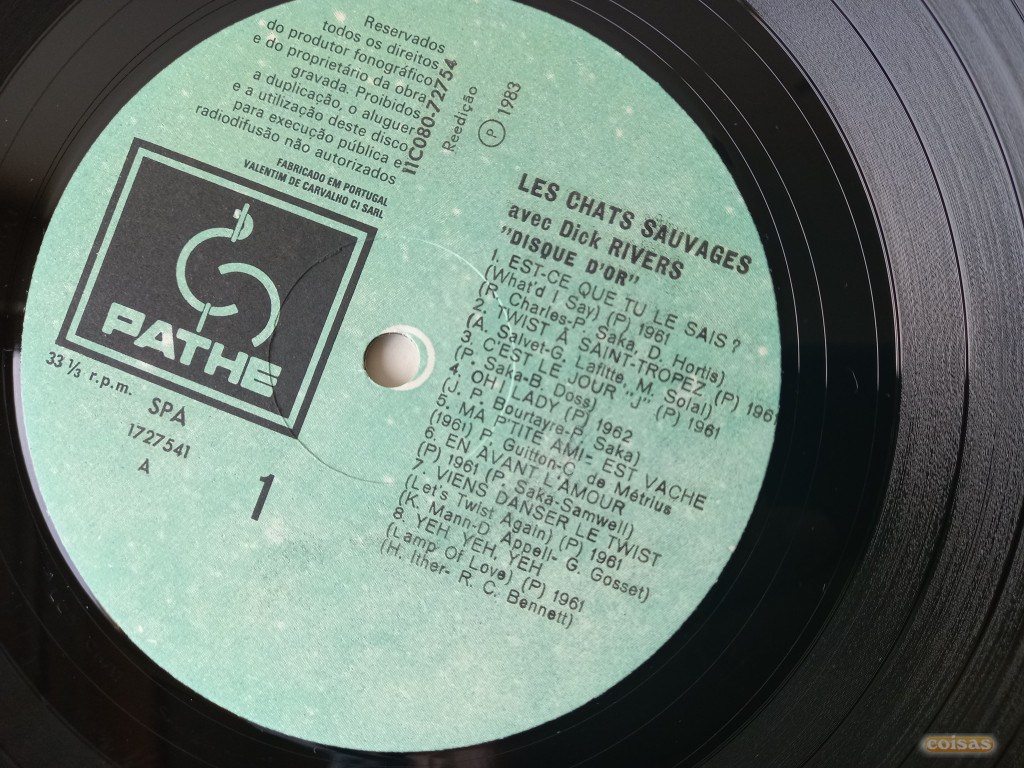 Reservados
todos os direitos
do produtor fonográfico
e do proprietário da obra
gravada. Proibidos
a duplicação, o aluguer
e a utilização deste disco
para execução pública e
radiodifusão não autorizados
11C080-72754
Reedição
Ⓟ 1983
FABRICADO EM PORTUGAL
VALENTIM DE CARVALHO CI SARL
PATHE
33 1/3 r.p.m.
SPA
1727541
A
1
LES CHATS SAUVAGES
avec Dick RIVERS
"DISQUE D'OR"
1. EST-CE QUE TU LE SAIS ?
(What'd I Say) (P) 1961
(R. Charles-P. Saka, D. Hortis)
2. TWIST À SAINT-TROPEZ (P) 196
(A. Salvet-G. Lafitte, M. Solal)
3. C'EST LE JOUR "J" (P) 1961
(P. Saka-B. Doss)
4. OH! LADY (P) 1962
(J. P. Bourtayre-P. Saka)
5. MA P'TITE AMI- EST VACHE
(1961) P. Guitton-C. de Métrius
6. EN AVANT L'AMOUR
(P) 1961 (P. Saka-Samwell)
7. VIENS DANSER LE TWIST
(Let's Twist Again) (P) 1961
(K. Mann-D. Appell- G. Gosset)
8. YEH, YEH, YEH
(Lamp Of Love) (P) 1961
(H. Ither- R. C. Bennett)
coisas